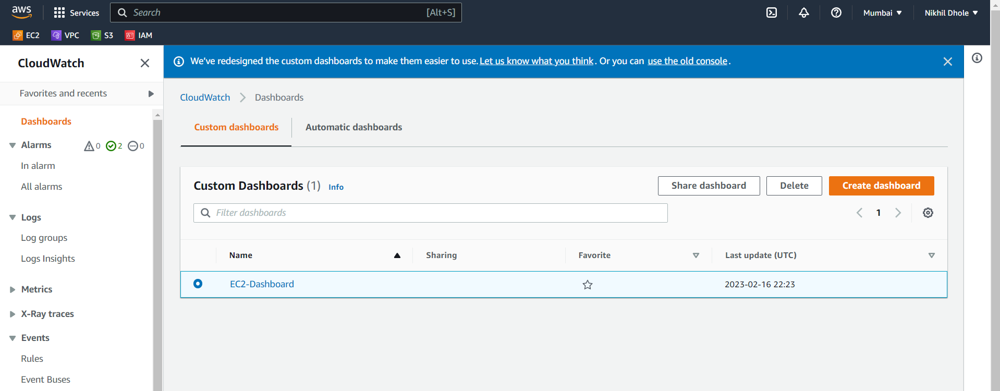 aws Services Search [Alt+S] Mumbai Nikhil Dhole
EC2 VPC S3 IAM
CloudWatch
Favorites and recents
Dashboards
Alarms 0 2 0
In alarm
All alarms
Logs
Log groups
Logs Insights
Metrics
X-Ray traces
Events
Rules
Event Buses
We've redesigned the custom dashboards to make them easier to use. Let us know what you think. Or you can use the old console.
CloudWatch Dashboards
Custom dashboards Automatic dashboards
Custom Dashboards (1) Info Share dashboard Delete Create dashboard
Filter dashboards 1
Name Sharing Favorite Last update (UTC)
EC2-Dashboard 2023-02-16 22:23